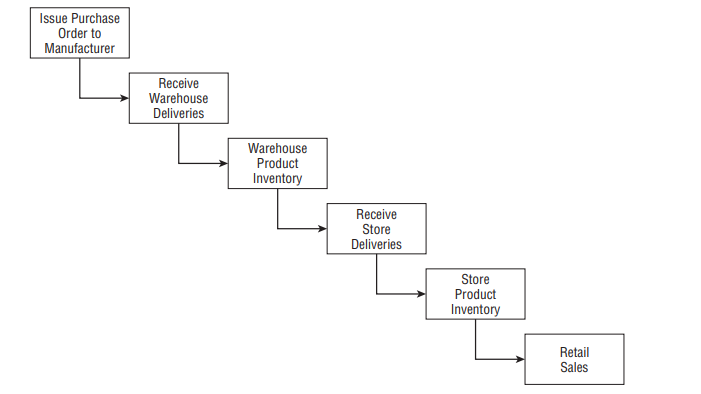 Issue Purchase
Order to
Manufacturer
Receive
Warehouse
Deliveries
Warehouse
Product
Inventory
Receive
Store
Deliveries
Store
Product
Inventory
Retail
Sales